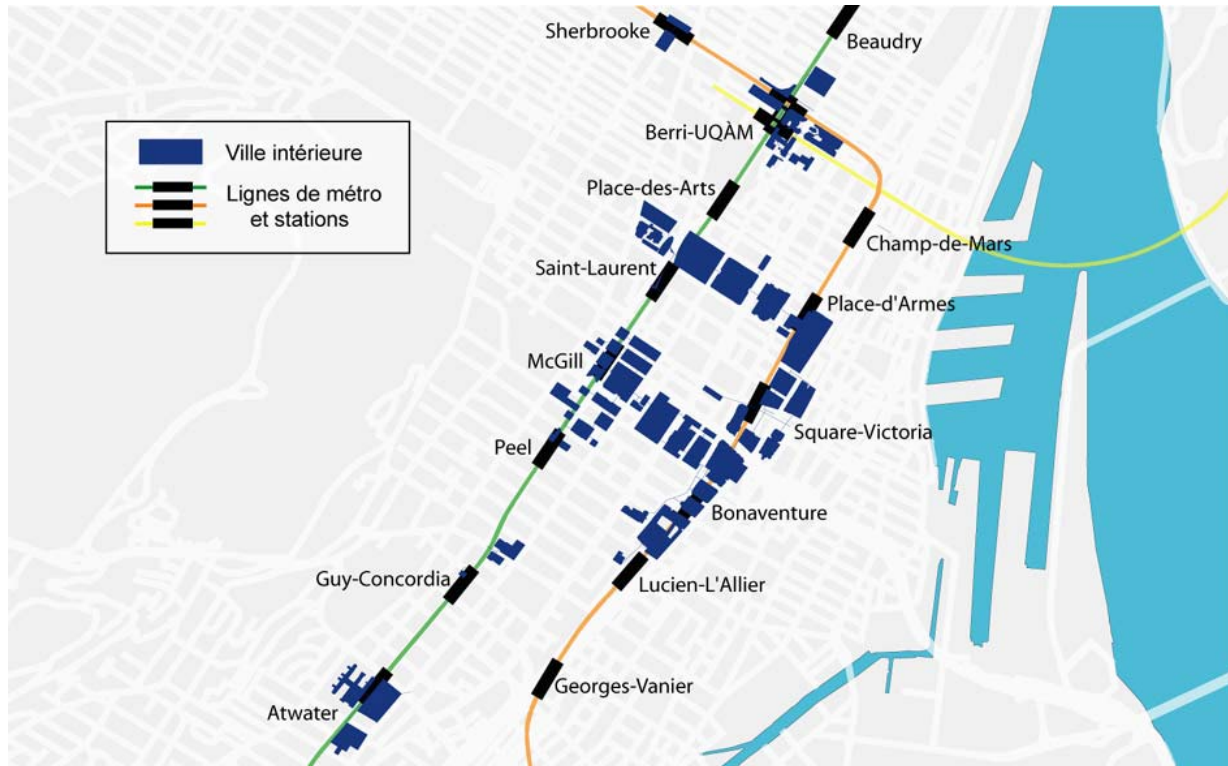 Sherbrooke
Beaudry
Berri-UQÀM
Ville intérieure
Lignes de métro
et stations
Place-des-Arts
Champ-de-Mars
Saint-Laurent
Place-d'Armes
McGill
Square-Victoria
Peel
Bonaventure
Guy-Concordia
Lucien-L'Allier
Georges-Vanier
Atwater